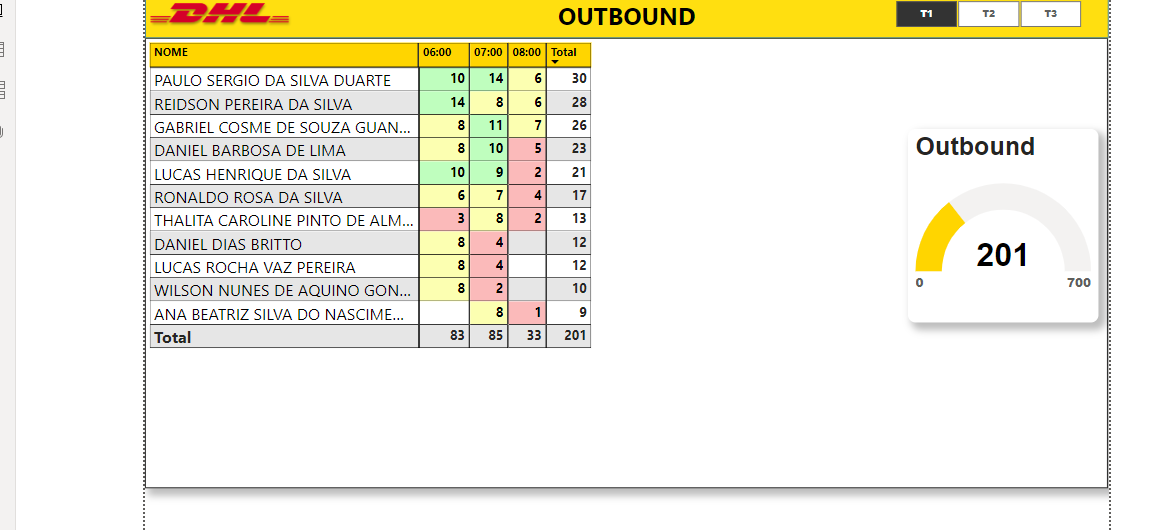 DHL OUTBOUND T1 T2 T3
NOME 06:00 07:00 08:00 Total
PAULO SERGIO DA SILVA DUARTE 10 14 6 30
REIDSON PEREIRA DA SILVA 14 8 6 28
GABRIEL COSME DE SOUZA GUAN... 8 11 7 26
DANIEL BARBOSA DE LIMA 8 10 5 23
LUCAS HENRIQUE DA SILVA 10 9 2 21
RONALDO ROSA DA SILVA 6 7 4 17
THALITA CAROLINE PINTO DE ALM... 3 8 2 13
DANIEL DIAS BRITTO 8 4 12
LUCAS ROCHA VAZ PEREIRA 8 4 12
WILSON NUNES DE AQUINO GON... 8 2 10
ANA BEATRIZ SILVA DO NASCIME... 8 1 9
Total 83 85 33 201
Outbound
201
0 700